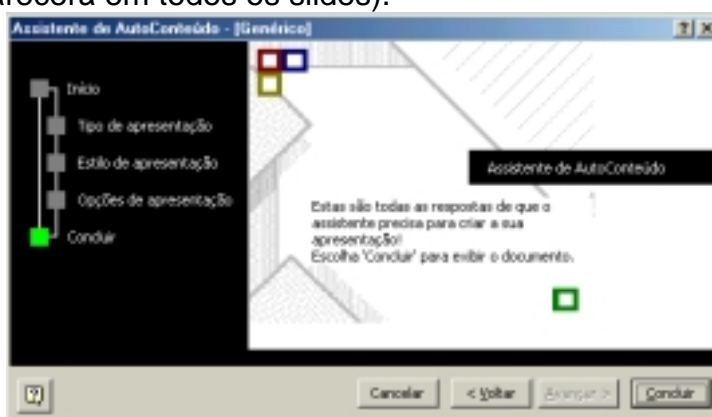 arecerá em todos os slides).
Assistente de AutoConteúdo - [Genérico]
Início
Tipo de apresentação
Estilo de apresentação
Opções de apresentação
Concluir
Assistente de AutoConteúdo
Estas são todas as respostas de que o
assistente precisa para criar a sua
apresentação!
Escolha 'Concluir' para exibir o documento.
Cancelar
< Voltar
Avançar >
Concluir